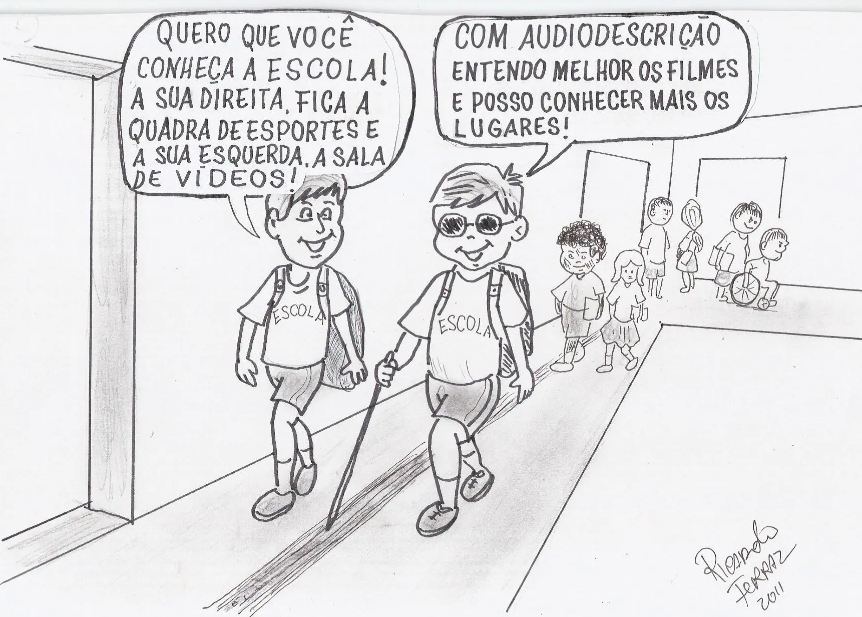 QUERO QUE VOCÊ
CONHEÇA A ESCOLA!
A SUA DIREITA, FICA A
QUADRA DE ESPORTES E
A SUA ESQUERDA, A SALA
DE VÍDEOS!
COM AUDIODESCRIÇÃO
ENTENDO MELHOR OS FILMES
E POSSO CONHECER MAIS OS
LUGARES!
ESCOLA
ESCOLA
Ricardo
FERRAZ
2011